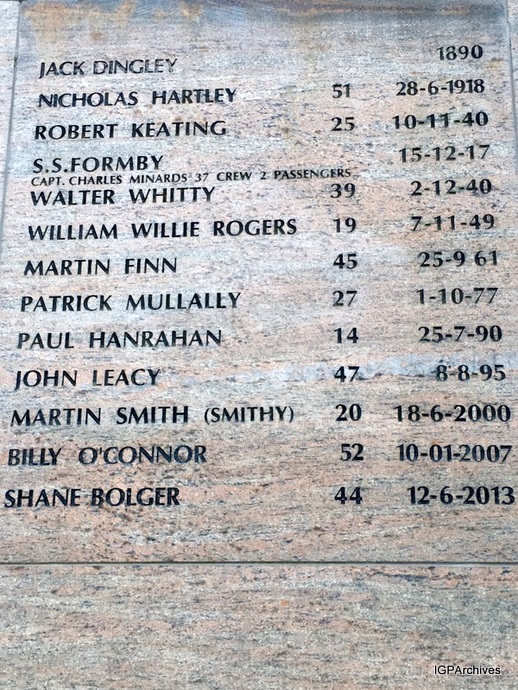 JACK DINGLEY 1890
NICHOLAS HARTLEY 51 28-6-1918
ROBERT KEATING 25 10-11-40
S.S.FORMBY 15-12-17
CAPT. CHARLES MINARDS 37 CREW 2 PASSENGERS
WALTER WHITTY 39 2-12-40
WILLIAM WILLIE ROGERS 19 7-11-49
MARTIN FINN 45 25-9 61
PATRICK MULLALLY 27 1-10-77
PAUL HANRAHAN 14 25-7-90
JOHN LEACY 47 8-8-95
MARTIN SMITH (SMITHY) 20 18-6-2000
BILLY O'CONNOR 52 10-01-2007
SHANE BOLGER 44 12-6-2013
IGPArchives